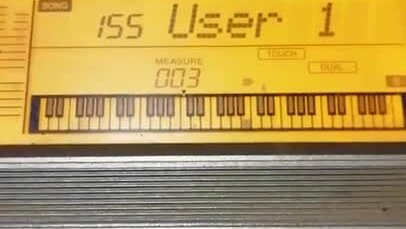 SONG
155 User 1
TOUCH
MEASURE
DUAL
003